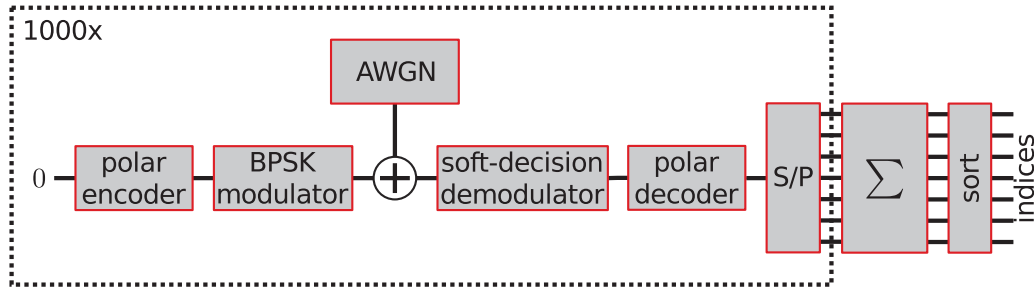 1000x
AWGN
0
polar
encoder
BPSK
modulator
soft-decision
demodulator
polar
decoder
S/P
∑
sort
indices